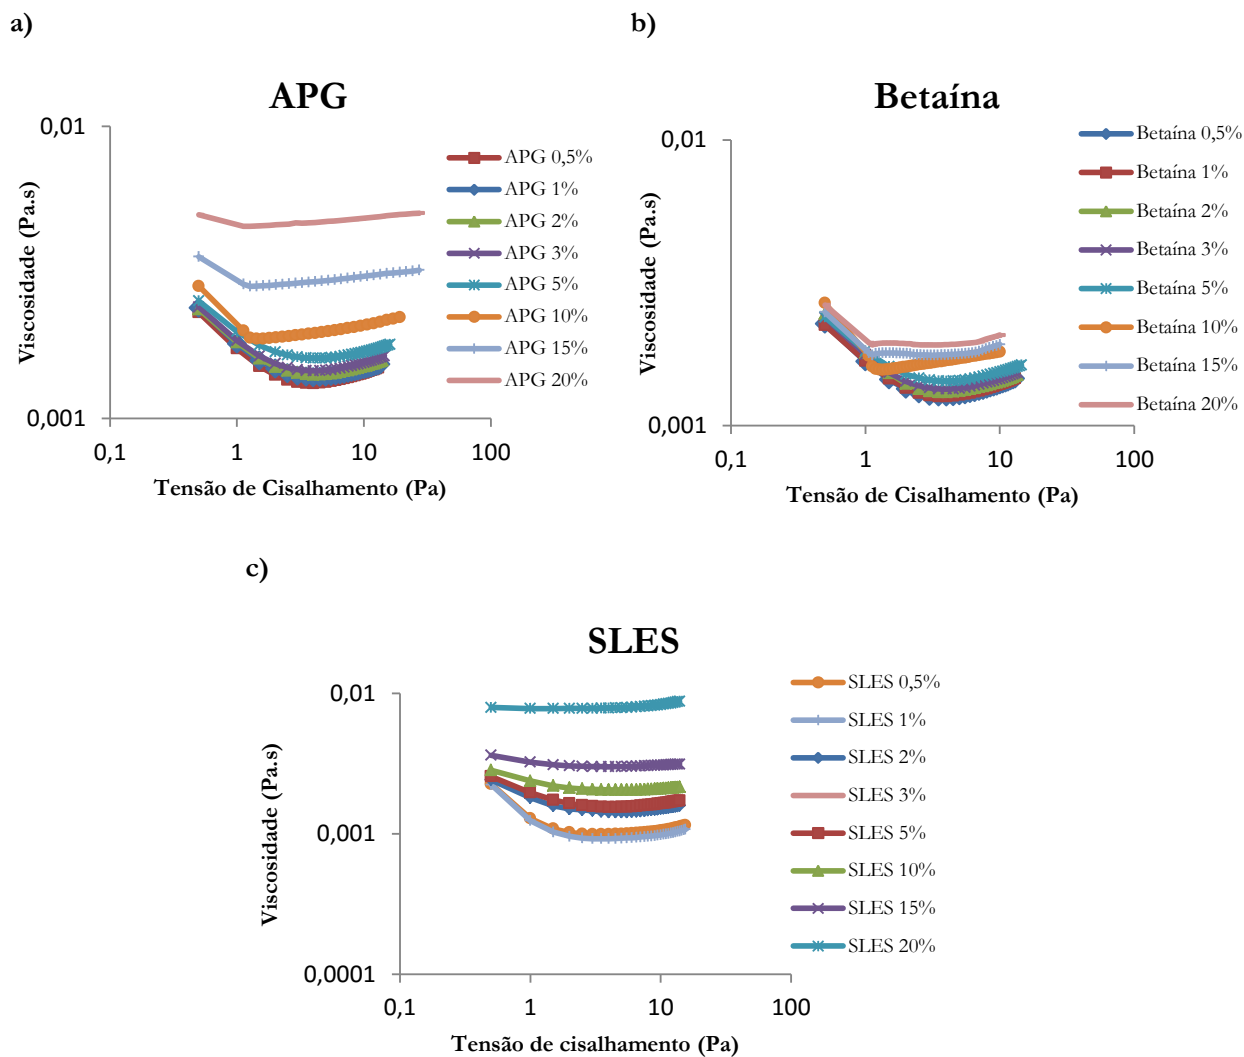 a)
APG
Viscosidade (Pa.s)
0,01
0,001
0,1
1
10
100
Tensão de Cisalhamento (Pa)
APG 0,5%
APG 1%
APG 2%
APG 3%
APG 5%
APG 10%
APG 15%
APG 20%
b)
Betaína
Viscosidade (Pa.s)
0,01
0,001
0,1
1
10
100
Tensão de Cisalhamento (Pa)
Betaína 0,5%
Betaína 1%
Betaína 2%
Betaína 3%
Betaína 5%
Betaína 10%
Betaína 15%
Betaína 20%
c)
SLES
Viscosidade (Pa.s)
0,01
0,001
0,0001
0,1
1
10
100
Tensão de cisalhamento (Pa)
SLES 0,5%
SLES 1%
SLES 2%
SLES 3%
SLES 5%
SLES 10%
SLES 15%
SLES 20%